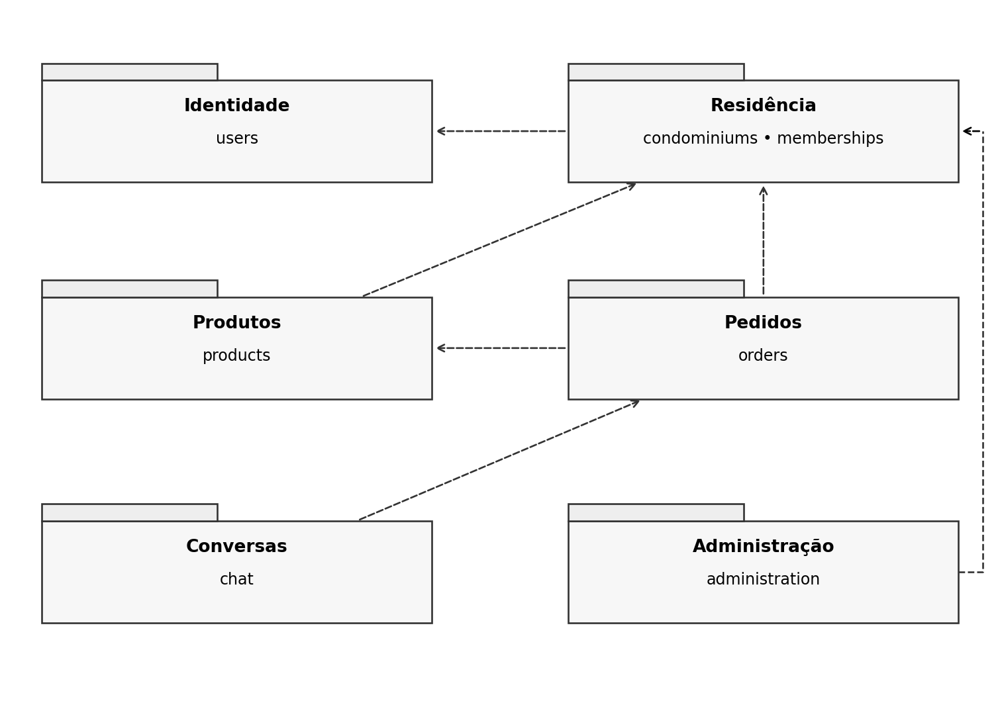 Identidade
users
Residência
condominiums • memberships
Produtos
products
Pedidos
orders
Conversas
chat
Administração
administration